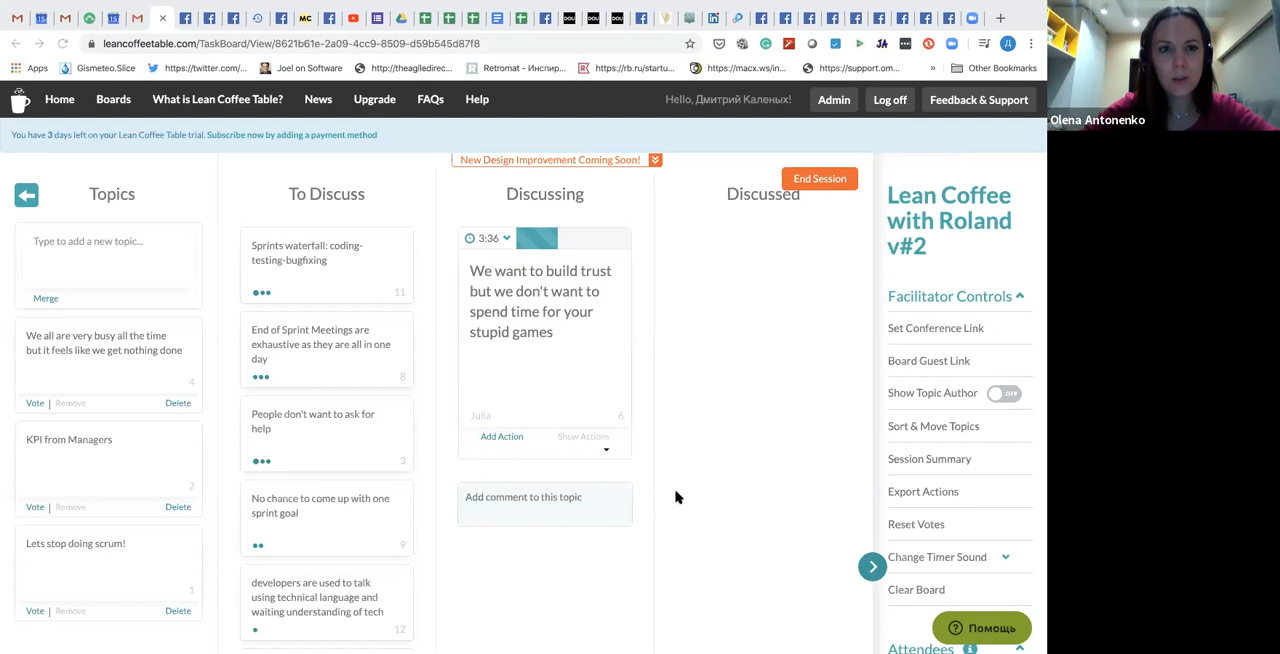 leancoffeetable.com/TaskBoard/View/8621b61e-2a09-4cc9-8509-d59b545d87f8
Apps
Gismeteo.Slice
https://twitter.com/...
Joel on Software
http://theagiledirec...
Retromat - Инспир...
https://rb.ru/startu...
https://macx.ws/in...
https://support.om...
»
Other Bookmarks
Olena Antonenko
Home
Boards
What is Lean Coffee Table?
News
Upgrade
FAQs
Help
Hello, Дмитрий Каленых!
Admin
Log off
Feedback & Support
You have 3 days left on your Lean Coffee Table trial. Subscribe now by adding a payment method
New Design Improvement Coming Soon!
End Session
Topics
Type to add a new topic...
Merge
We all are very busy all the time
but it feels like we get nothing done
4
Vote | Remove
Delete
KPI from Managers
2
Vote | Remove
Delete
Lets stop doing scrum!
1
Vote | Remove
Delete
To Discuss
Sprints waterfall: coding-
testing-bugfixing
11
End of Sprint Meetings are
exhaustive as they are all in one
day
8
People don't want to ask for
help
3
No chance to come up with one
sprint goal
9
developers are used to talk
using technical language and
waiting understanding of tech
12
Discussing
3:36
We want to build trust
but we don't want to
spend time for your
stupid games
Julia
6
Add Action
Show Actions
Add comment to this topic
Discussed
Lean Coffee
with Roland
v#2
Facilitator Controls
Set Conference Link
Board Guest Link
Show Topic Author
OFF
Sort & Move Topics
Session Summary
Export Actions
Reset Votes
Change Timer Sound
Clear Board
Помощь
Attendees